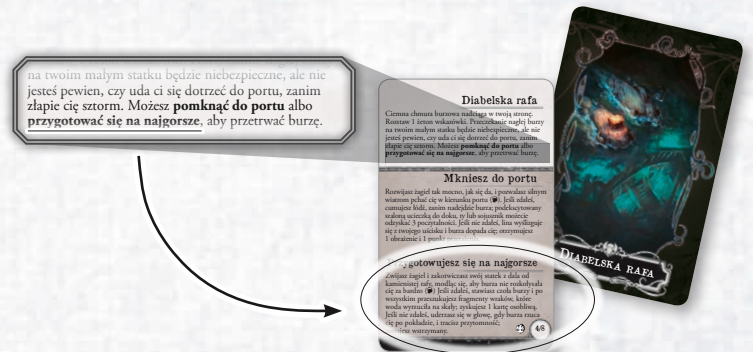 na twoim małym statku będzie niebezpieczne, ale nie
jesteś pewien, czy uda ci się dotrzeć do portu, zanim
złapie cię sztorm. Możesz pomknąć do portu albo
przygotować się na najgorsze, aby przetrwać burzę.
Diabelska rafa
Ciemna chmura burzowa nadciąga w twoją stronę.
Rozstaw 1 żeton wskazówki. Przeczekanie nagłej burzy
na twoim małym statku będzie niebezpieczne, ale nie
jesteś pewien, czy uda ci się dotrzeć do portu, zanim
złapie cię sztorm. Możesz pomknąć do portu albo
przygotować się na najgorsze, aby przetrwać burzę.
Mkniesz do portu
Rozwijasz żagiel tak mocno, jak się da, i pozwalasz silnym
wiatrom pchać cię w kierunku portu (). Jeśli zdałeś,
cumujesz łódź, zanim nadejdzie burza; podekscytowany
szaloną ucieczką do doku, ty lub sojusznik możecie
odzyskać 3 poczytalności. Jeśli nie zdałeś, lina wyślizguje
się z twojego uścisku i burza dopada cię; otrzymujesz
1 obrażenie i 1 punkt
Przygotowujesz się na najgorsze
Zwijasz żagiel i zakotwiczasz swój statek z dala od
kamienistej rafy, modląc się, aby burza nie rozkołysała
cię za bardzo () Jeśli zdałeś, stawiasz czoła burzy i po
wszystkim przeszukujesz fragmenty wraków, które
woda wyrzuciła na skały; zyskujesz 1 kartę osobliwą.
Jeśli nie zdałeś, uderzasz się w głowę, gdy burza rzuca
cię po pokładzie, i tracisz przytomność;
wstrzymany.
4/8
Diabelska rafa